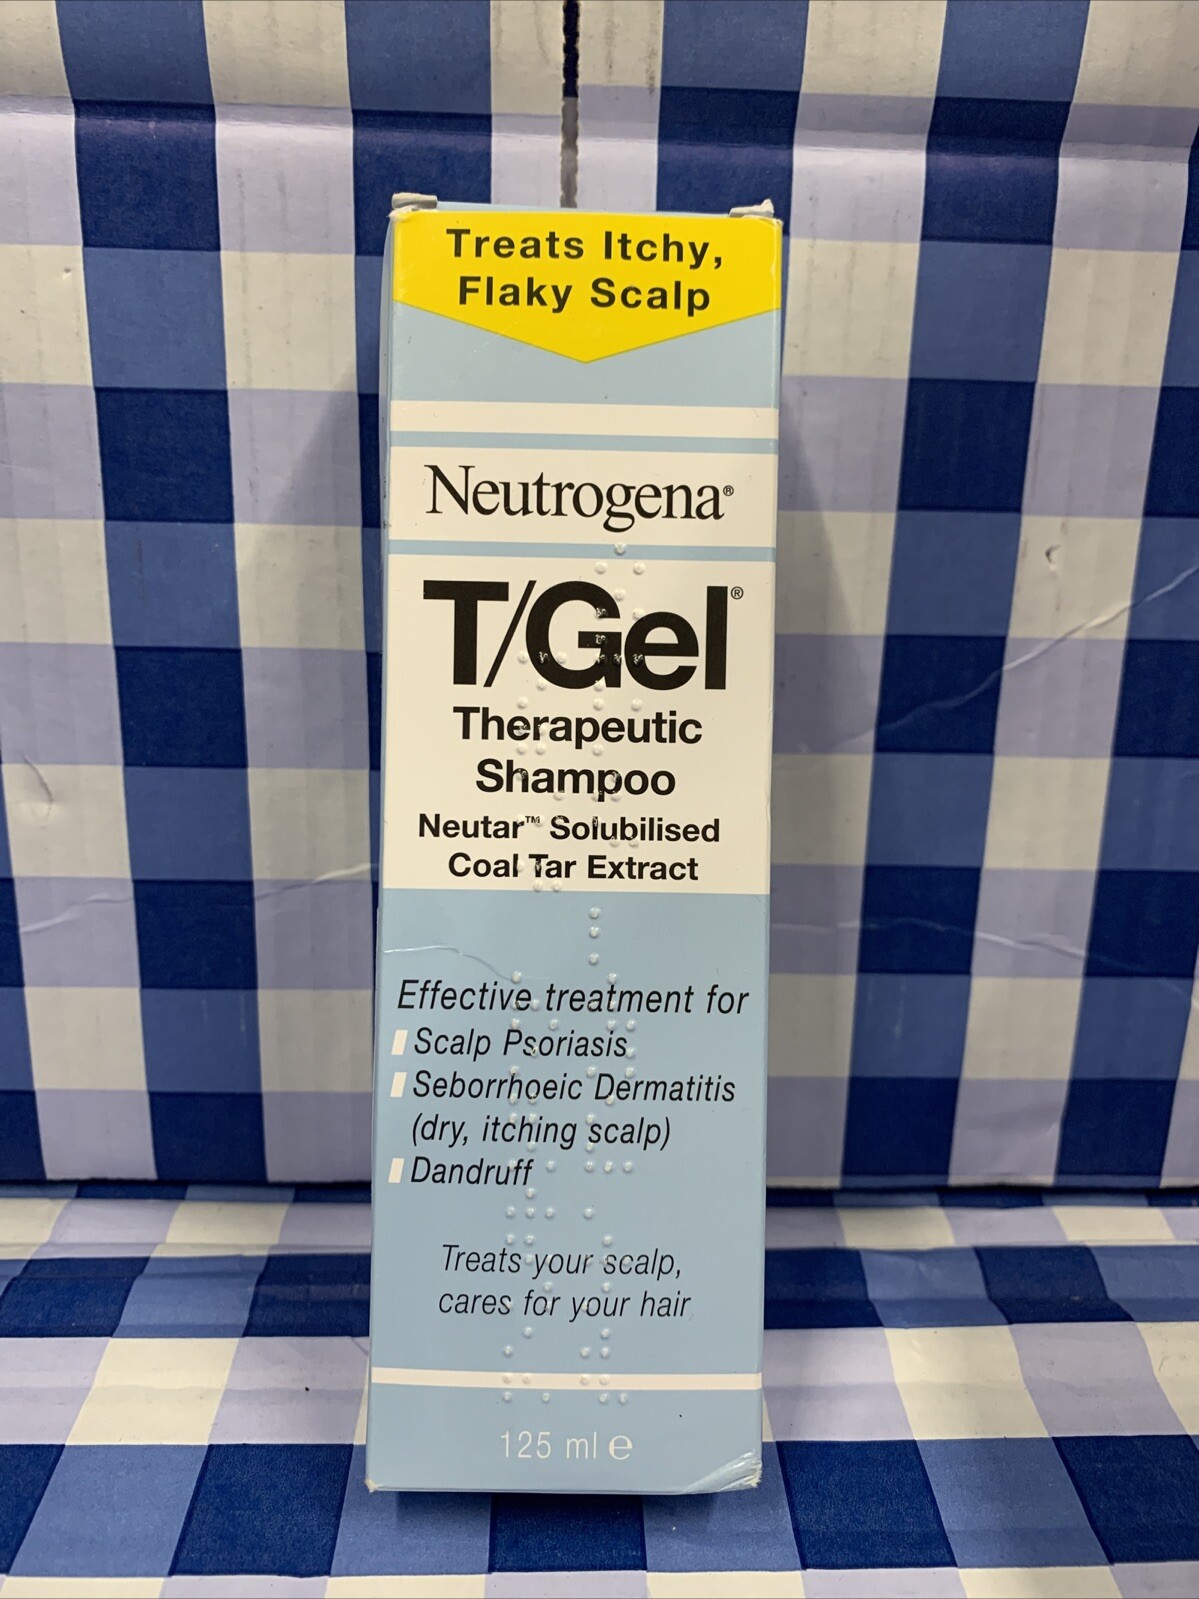 Treats Itchy,
Flaky Scalp
Neutrogena®
T/Gel®
Therapeutic
Shampoo
Neutar™ Solubilised
Coal Tar Extract
Effective treatment for
Scalp Psoriasis
Seborrhoeic Dermatitis
(dry, itching scalp)
Dandruff
Treats your scalp,
cares for your hair
125 ml ℮